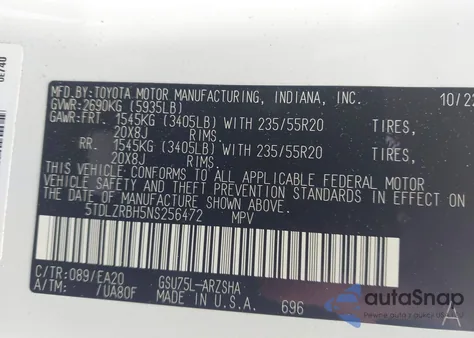 MFD.BY:TOYOTA MOTOR MANUFACTURING, INDIANA, INC. 10/22
GVWR:2690KG (5935LB)
GAWR:FRT. 1545KG (3405LB) WITH 235/55R20 TIRES,
20X8J RIMS.
RR. 1545KG (3405LB) WITH 235/55R20 TIRES,
20X8J RIMS.
THIS VEHICLE CONFORMS TO ALL APPLICABLE FEDERAL MOTOR
VEHICLE SAFETY AND THEFT PREVENTION STANDARDS IN EFFECT ON
THE DATE OF MANUFACTURE SHOWN ABOVE.
5TDLZRBH5NS256472 MPV
C/TR:089/EA20 GSU75L-ARZSHA
A/TM: /UA80F MADE IN U.S.A. 696 A
autoSnap
www.autosnap.eu